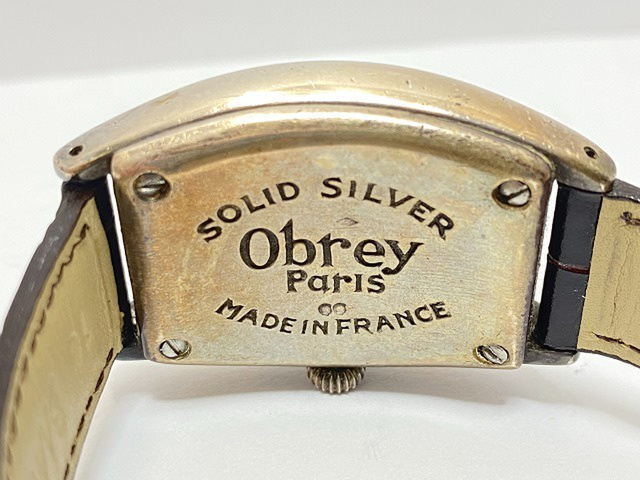 SOLID SILVER
Obrey
Paris
MADE IN FRANCE